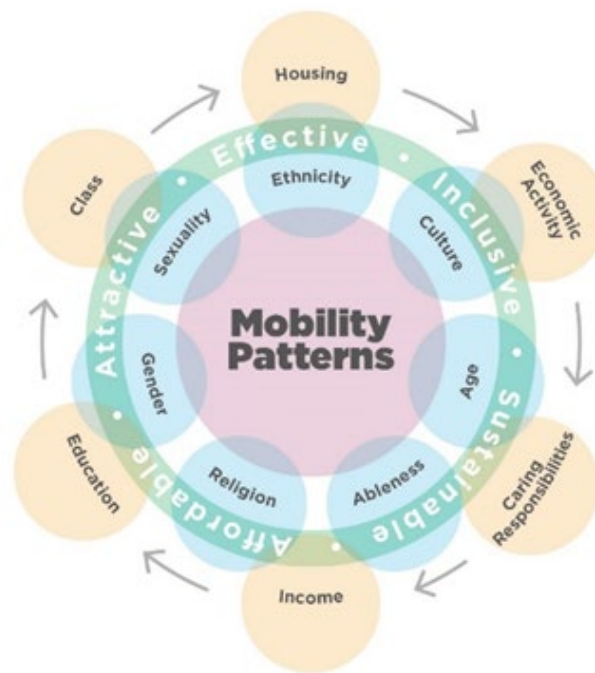 Housing
Economic
Activity
Caring
Responsibilities
Income
Education
Class
Effective • Inclusive • Sustainable • Affordable • Attractive •
Ethnicity
Culture
Age
Ableness
Religion
Gender
Sexuality
Mobility
Patterns